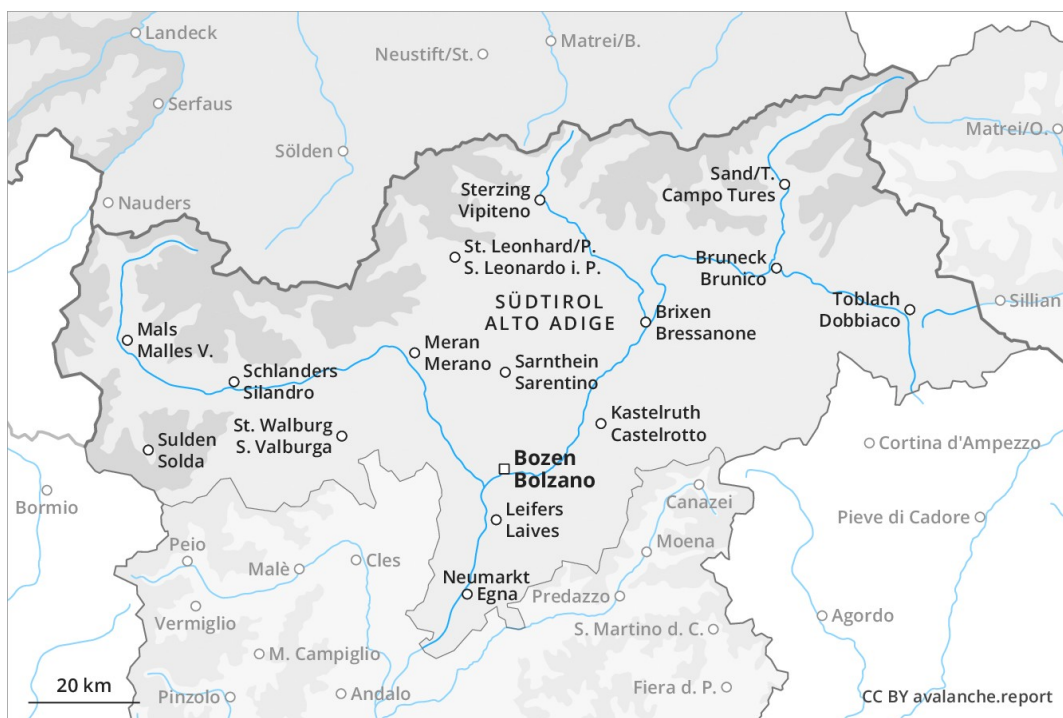 Landeck
Neustift/St.
Matrei/B.
Serfaus
Sölden
Matrei/O.
Nauders
Sterzing
Vipiteno
Sand/T.
Campo Tures
St. Leonhard/P.
S. Leonardo i. P.
Bruneck
Brunico
SÜDTIROL
ALTO ADIGE
Toblach
Dobbiaco
Sillian
Brixen
Bressanone
Mals
Malles V.
Meran
Merano
Sarnthein
Sarentino
Schlanders
Silandro
St. Walburg
S. Valburga
Kastelruth
Castelrotto
Sulden
Solda
Cortina d'Ampezzo
Bozen
Bolzano
Bormio
Canazei
Leifers
Laives
Pieve di Cadore
Peio
Malè
Cles
Moena
Neumarkt
Egna
Predazzo
Vermiglio
Agordo
S. Martino d. C.
M. Campiglio
20 km
Pinzolo
Andalo
Fiera d. P.
CC BY avalanche.report